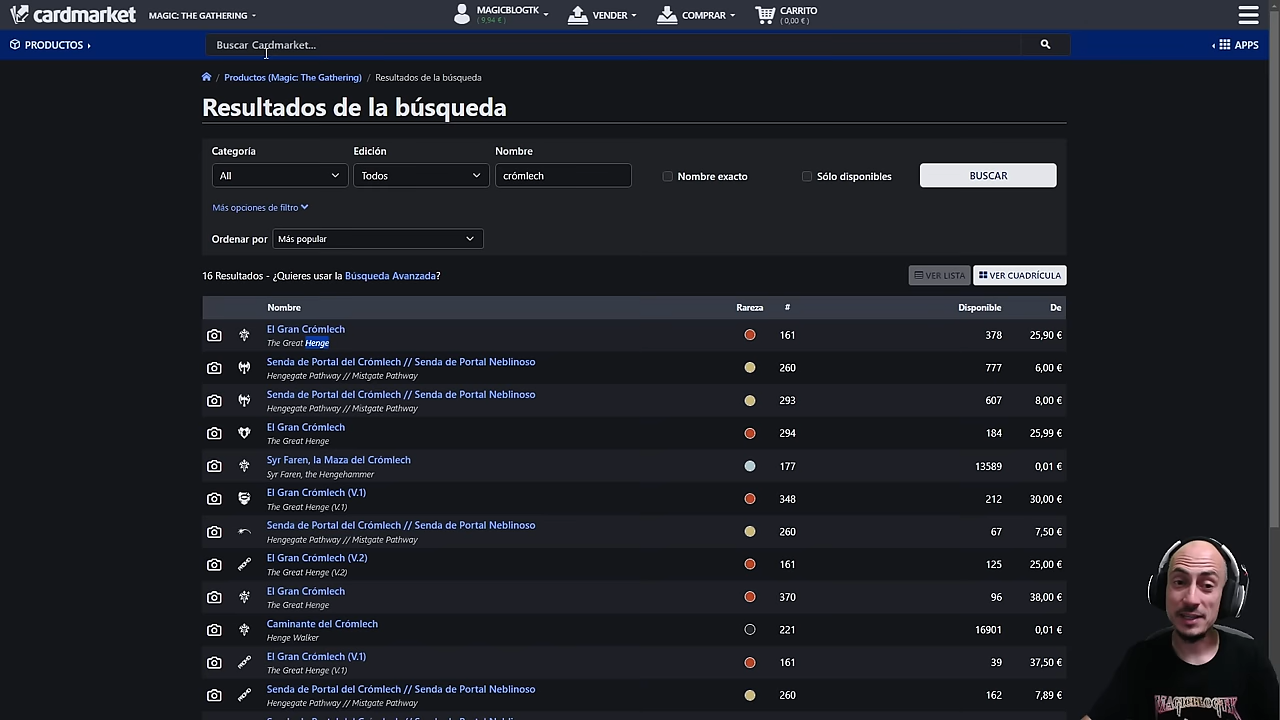 cardmarket
MAGIC: THE GATHERING
MAGICBLOGTK
(9,94 €)
VENDER
COMPRAR
CARRITO
(0,00 €)
PRODUCTOS
Buscar Cardmarket...
APPS
/ Productos (Magic: The Gathering) / Resultados de la búsqueda
Resultados de la búsqueda
Categoría Edición Nombre
All Todos crómlech Nombre exacto Sólo disponibles BUSCAR
Más opciones de filtro
Ordenar por Más popular
16 Resultados - ¿Quieres usar la Búsqueda Avanzada? VER LISTA VER CUADRÍCULA
Nombre Rareza # Disponible De
El Gran Crómlech 161 378 25,90 €
The Great Henge
Senda de Portal del Crómlech // Senda de Portal Neblinoso 260 777 6,00 €
Hengegate Pathway // Mistgate Pathway
Senda de Portal del Crómlech // Senda de Portal Neblinoso 293 607 8,00 €
Hengegate Pathway // Mistgate Pathway
El Gran Crómlech 294 184 25,99 €
The Great Henge
Syr Faren, la Maza del Crómlech 177 13589 0,01 €
Syr Faren, the Hengehammer
El Gran Crómlech (V.1) 348 212 30,00 €
The Great Henge (V.1)
Senda de Portal del Crómlech // Senda de Portal Neblinoso 260 67 7,50 €
Hengegate Pathway // Mistgate Pathway
El Gran Crómlech (V.2) 161 125 25,00 €
The Great Henge (V.2)
El Gran Crómlech 370 96 38,00 €
The Great Henge
Caminante del Crómlech 221 16901 0,01 €
Henge Walker
El Gran Crómlech (V.1) 161 39 37,50 €
The Great Henge (V.1)
Senda de Portal del Crómlech // Senda de Portal Neblinoso 260 162 7,89 €
Hengegate Pathway // Mistgate Pathway
MAGICBLOGTK